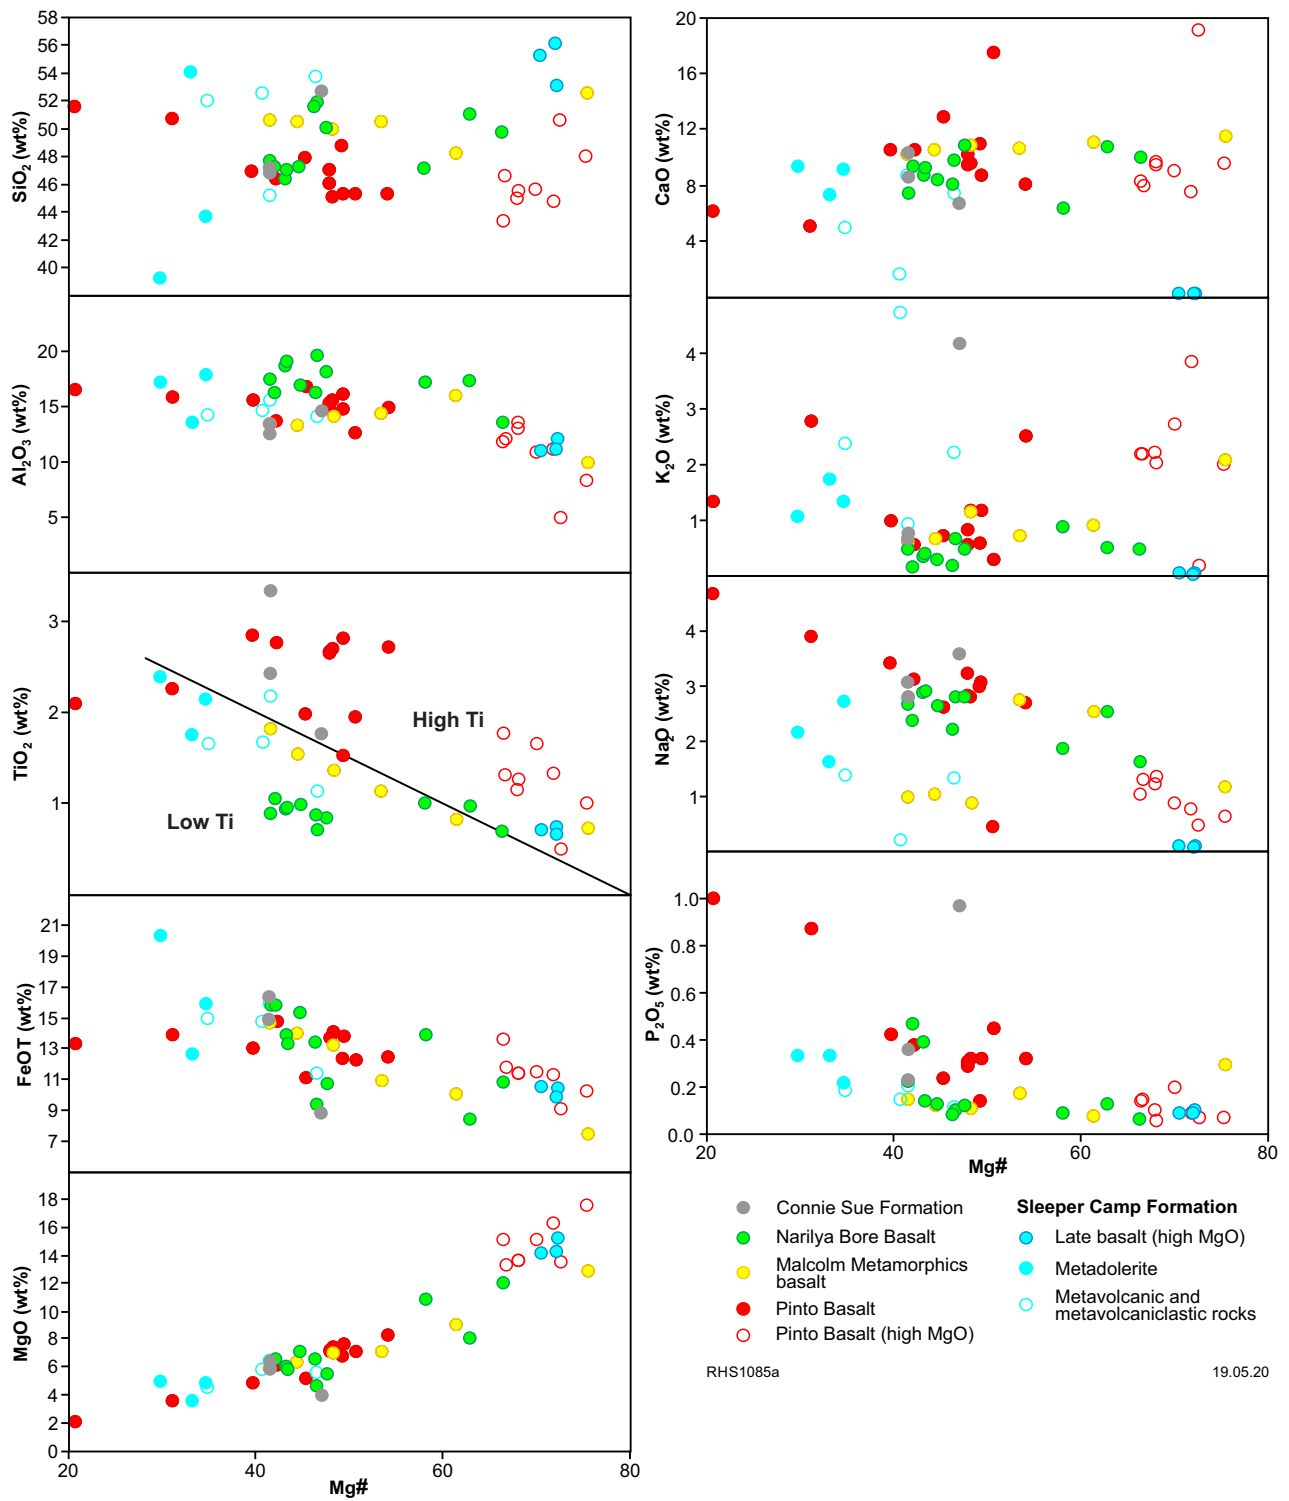 58
56
54
52
50
48
46
44
42
40
SiO₂ (wt%)
20
15
10
5
Al₂O₃ (wt%)
3
2
1
TiO₂ (wt%)
High Ti
Low Ti
21
19
17
15
13
11
9
7
FeOT (wt%)
18
16
14
12
10
8
6
4
2
0
MgO (wt%)
20
40
60
80
Mg#
20
16
12
8
4
CaO (wt%)
4
3
2
1
K₂O (wt%)
4
3
2
1
Na₂O (wt%)
1.0
0.8
0.6
0.4
0.2
0.0
P₂O₅ (wt%)
20
40
60
80
Mg#
Connie Sue Formation
Narilya Bore Basalt
Malcolm Metamorphics
basalt
Pinto Basalt
Pinto Basalt (high MgO)
Sleeper Camp Formation
Late basalt (high MgO)
Metadolerite
Metavolcanic and
metavolcaniclastic rocks
RHS1085a
19.05.20